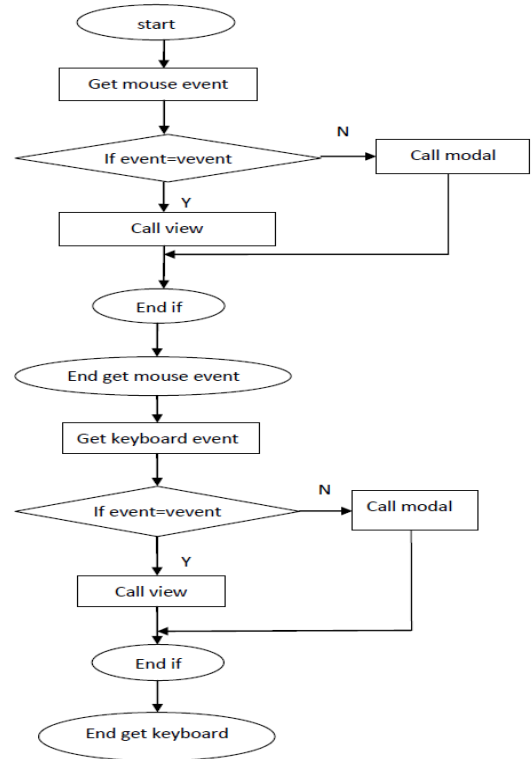 start
Get mouse event
If event=vevent
N
Call modal
Y
Call view
End if
End get mouse event
Get keyboard event
If event=vevent
N
Call modal
Y
Call view
End if
End get keyboard